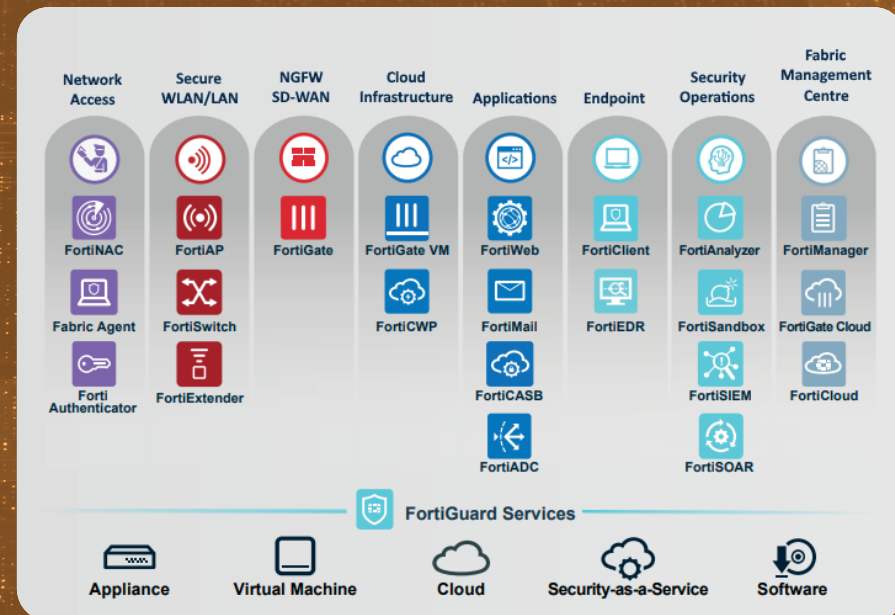 Network
Access
Secure
WLAN/LAN
NGFW
SD-WAN
Cloud
Infrastructure
Applications
Endpoint
Security
Operations
Fabric
Management
Centre
FortiNAC
FortiAP
FortiGate
FortiGate VM
FortiWeb
FortiClient
FortiAnalyzer
FortiManager
Fabric Agent
FortiSwitch
FortiCWP
FortiMail
FortiEDR
FortiSandbox
FortiGate Cloud
Forti
Authenticator
FortiExtender
FortiCASB
FortiSIEM
FortiCloud
FortiADC
FortiSOAR
FortiGuard Services
Appliance
Virtual Machine
Cloud
Security-as-a-Service
Software